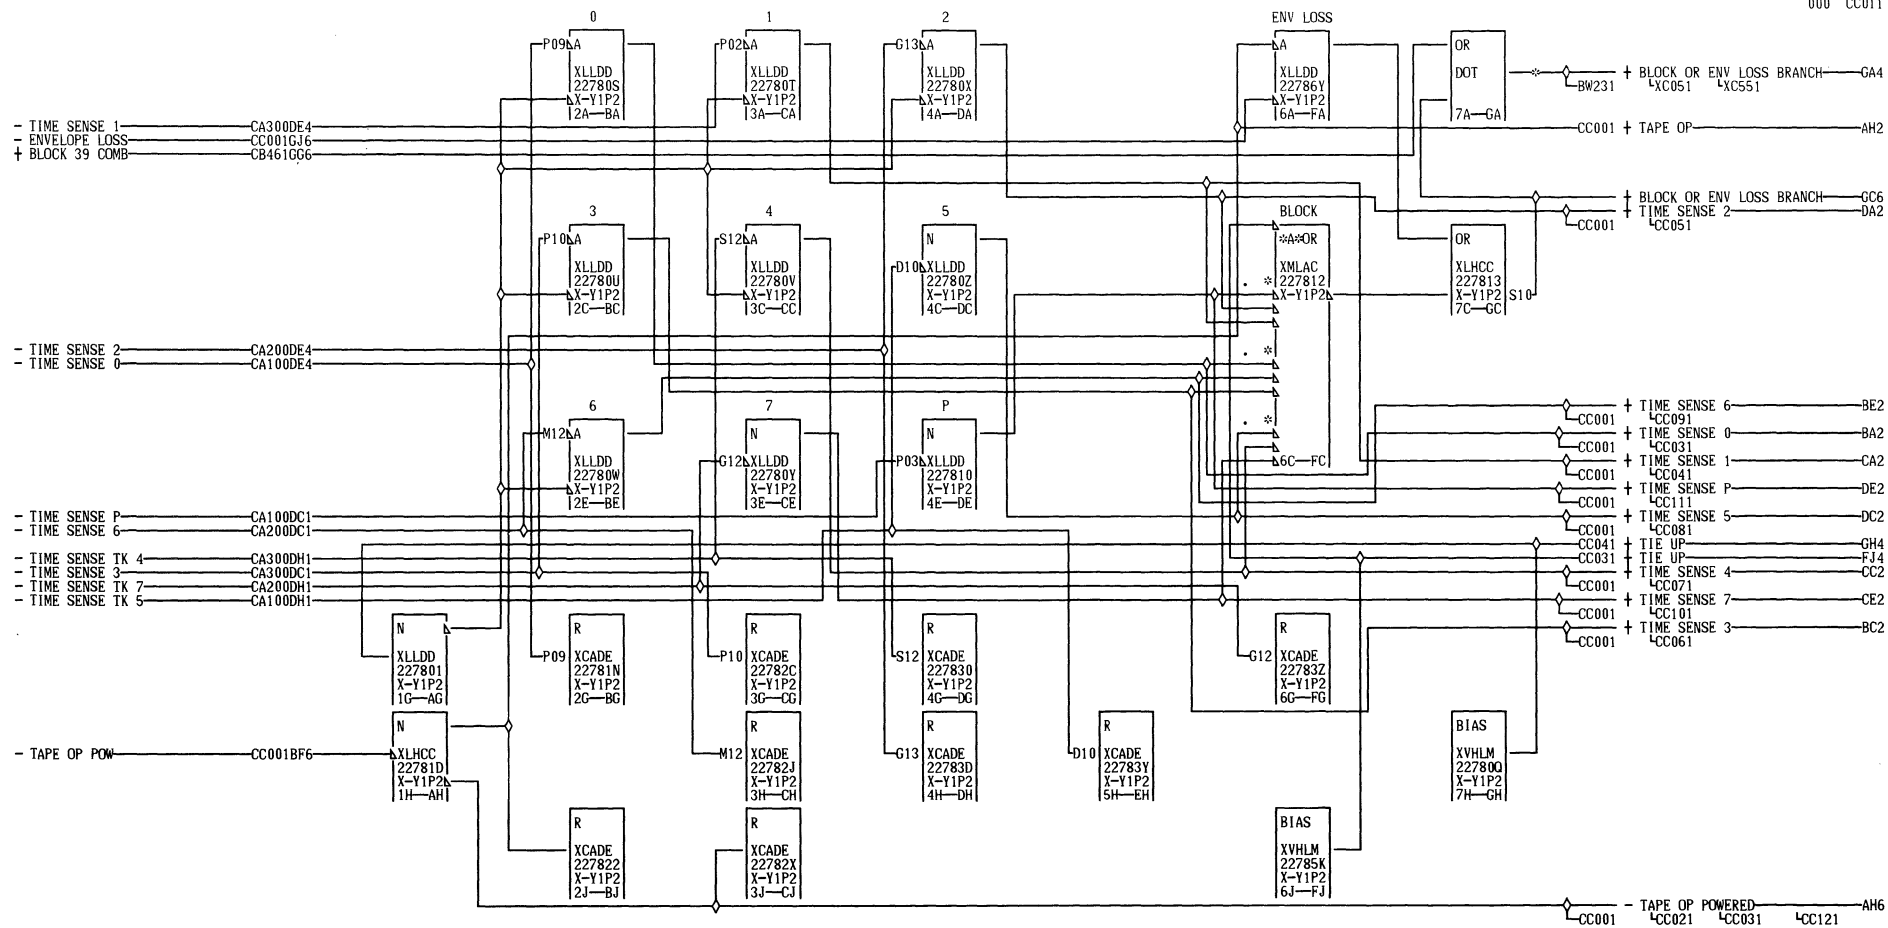 000 CC011
0 1 2 ENV LOSS
P09 A
XLLDD
22780S
X-Y1P2
2A BA
P02 A
XLLDD
22780T
X-Y1P2
3A CA
G13 A
XLLDD
22780X
X-Y1P2
4A DA
A
XLLDD
22786Y
X-Y1P2
6A FA
OR
DOT
7A GA
* + BLOCK OR ENV LOSS BRANCH GA4
BW231 XC051 XC551
- TIME SENSE 1 CA300DE4
- ENVELOPE LOSS CC001GJ6
+ BLOCK 39 COMB CB461GG6
CC001 + TAPE OP AH2
+ BLOCK OR ENV LOSS BRANCH GC6
+ TIME SENSE 2 DA2
CC001 CC051
3 4 5 BLOCK
P10 A
XLLDD
22780U
X-Y1P2
2C BC
S12 A
XLLDD
22780V
X-Y1P2
3C CC
N
D10 XLLDD
22780Z
X-Y1P2
4C DC
*A*OR
XMLAC
227812
. *
X-Y1P2
. *
. *
6C FC
OR
XLHCC
227813
X-Y1P2 S10
7C GC
- TIME SENSE 2 CA200DE4
- TIME SENSE 0 CA100DE4
6 7 P
M12 A
XLLDD
22780W
X-Y1P2
2E BE
N
G12 XLLDD
22780Y
X-Y1P2
3E CE
N
P03 XLLDD
227810
X-Y1P2
4E DE
+ TIME SENSE 6 BE2
CC001 CC091
+ TIME SENSE 0 BA2
CC001 CC031
+ TIME SENSE 1 CA2
CC001 CC041
+ TIME SENSE P DE2
CC001 CC111
+ TIME SENSE 5 DC2
CC001 CC081
CC041 + TIE UP GH4
CC031 + TIE UP FJ4
+ TIME SENSE 4 CC2
CC001 CC071
+ TIME SENSE 7 CE2
CC001 CC101
+ TIME SENSE 3 BC2
CC001 CC061
- TIME SENSE P CA100DC1
- TIME SENSE 6 CA200DC1
- TIME SENSE TK 4 CA300DH1
- TIME SENSE 3 CA300DC1
- TIME SENSE TK 7 CA200DH1
- TIME SENSE TK 5 CA100DH1
N
XLLDD
227801
X-Y1P2
1G AG
R
P09 XCADE
22781N
X-Y1P2
2G BG
R
P10 XCADE
22782C
X-Y1P2
3G CG
R
S12 XCADE
227830
X-Y1P2
4G DG
R
G12 XCADE
22783Z
X-Y1P2
6G FG
- TAPE OP POW CC001BF6
N
XLHCC
22781D
X-Y1P2
1H AH
R
M12 XCADE
22782J
X-Y1P2
3H CH
R
G13 XCADE
22783D
X-Y1P2
4H DH
R
D10 XCADE
22783Y
X-Y1P2
5H EH
BIAS
XVHLM
22780Q
X-Y1P2
7H GH
R
XCADE
227822
X-Y1P2
2J BJ
R
XCADE
22782X
X-Y1P2
3J CJ
BIAS
XVHLM
22785K
X-Y1P2
6J FJ
- TAPE OP POWERED AH6
CC001 CC021 CC031 CC121